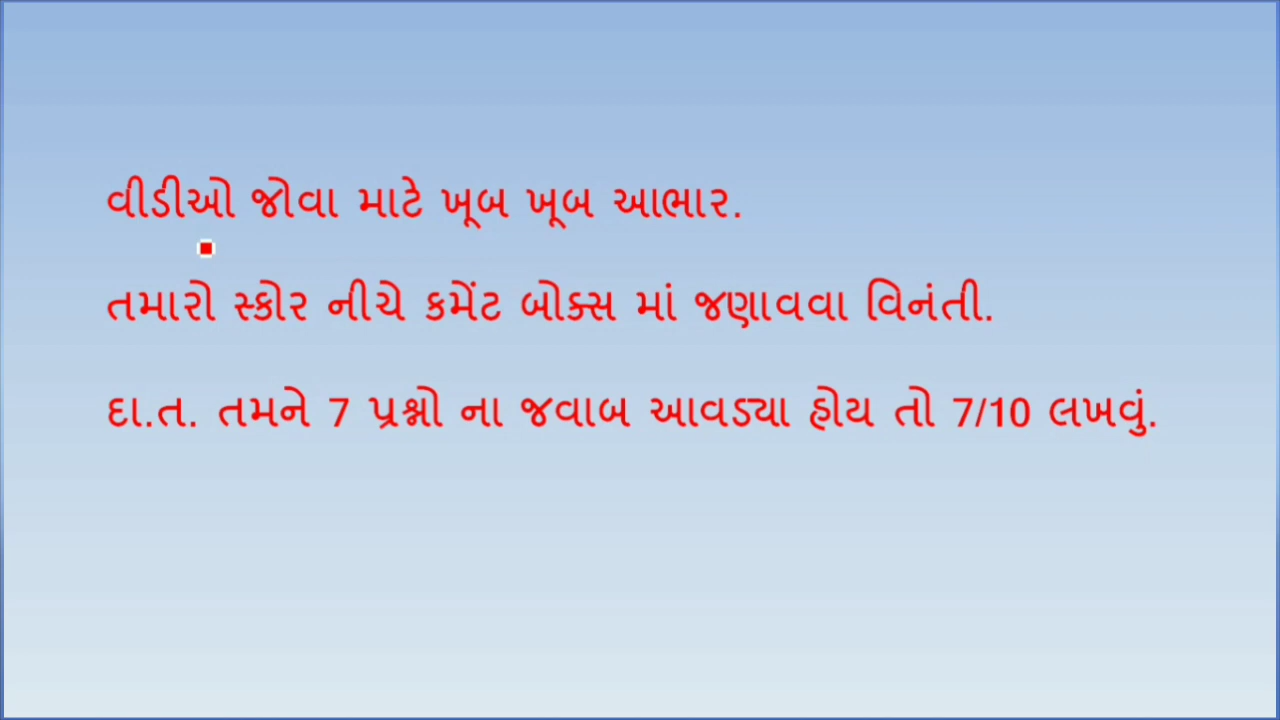 વીડીઓ જોવા માટે ખૂબ ખૂબ આભાર.
તમારો સ્કોર નીચે કમેંટ બોક્સ માં જણાવવા વિનંતી.
દા.ત. તમને 7 પ્રશ્નો ના જવાબ આવડ્યા હોય તો 7/10 લખવું.